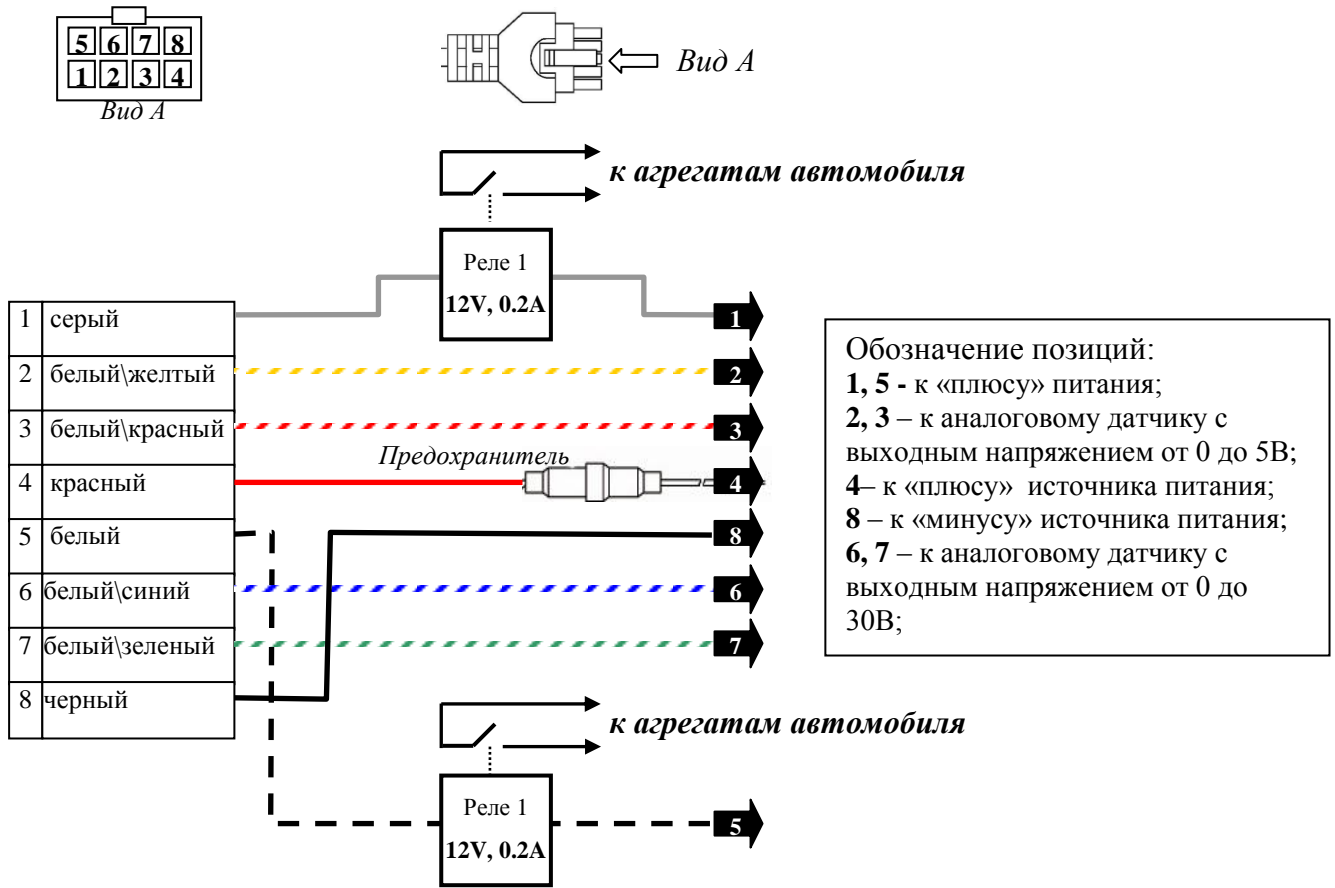 5 6 7 8
1 2 3 4
Вид А
Вид А
к агрегатам автомобиля
Реле 1
12V, 0.2A
1 серый
1
2 белый\желтый
2
3 белый\красный
3
Предохранитель
4 красный
4
5 белый
8
6 белый\синий
6
7 белый\зеленый
7
8 черный
к агрегатам автомобиля
Реле 1
12V, 0.2A
5
Обозначение позиций:
1, 5 - к «плюсу» питания;
2, 3 – к аналоговому датчику с
выходным напряжением от 0 до 5В;
4– к «плюсу» источника питания;
8 – к «минусу» источника питания;
6, 7 – к аналоговому датчику с
выходным напряжением от 0 до
30В;